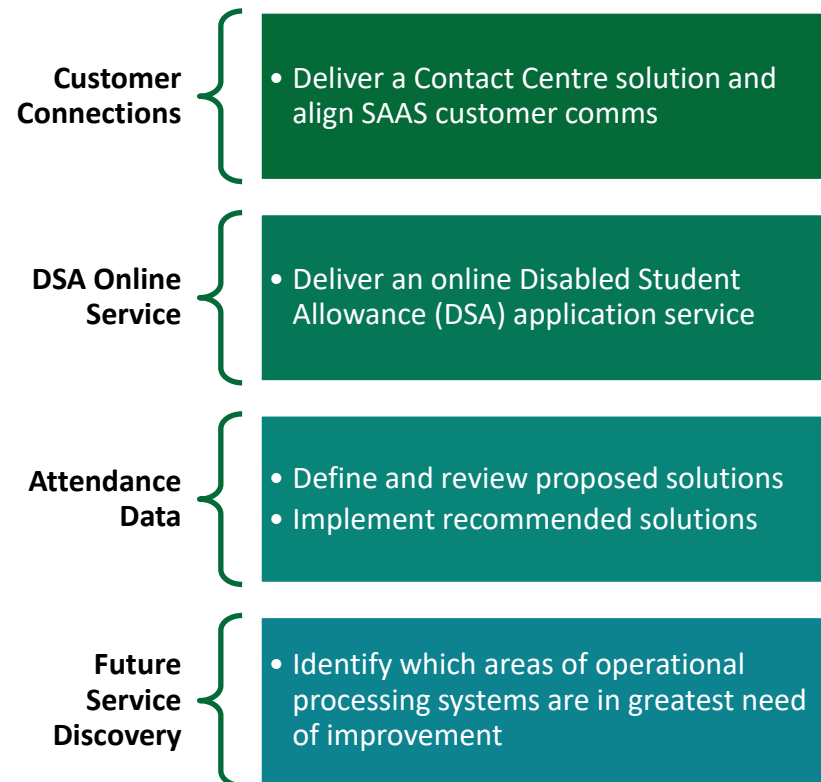 Customer
Connections
• Deliver a Contact Centre solution and
align SAAS customer comms
DSA Online
Service
• Deliver an online Disabled Student
Allowance (DSA) application service
Attendance
Data
• Define and review proposed solutions
• Implement recommended solutions
Future
Service
Discovery
• Identify which areas of operational
processing systems are in greatest need
of improvement